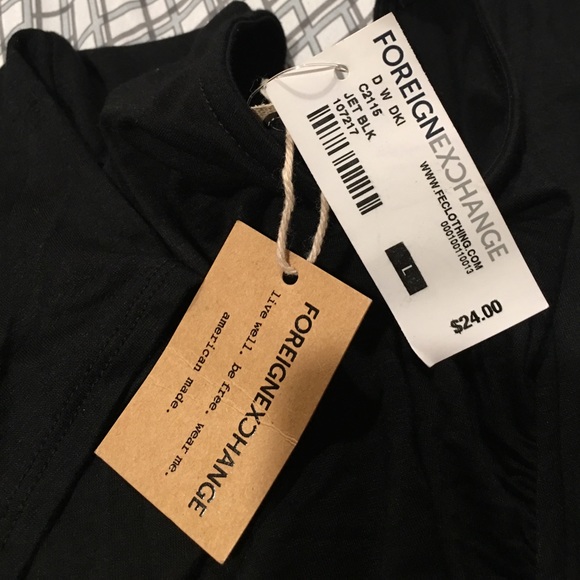 FOREIGNEXCHANGE
D W DKI
C2115
JET BLK
107217
WWW.FECLOTHING.COM
000100110013
L
$24.00
FOREIGNEXCHANGE
live well. be free. wear me.
american made.